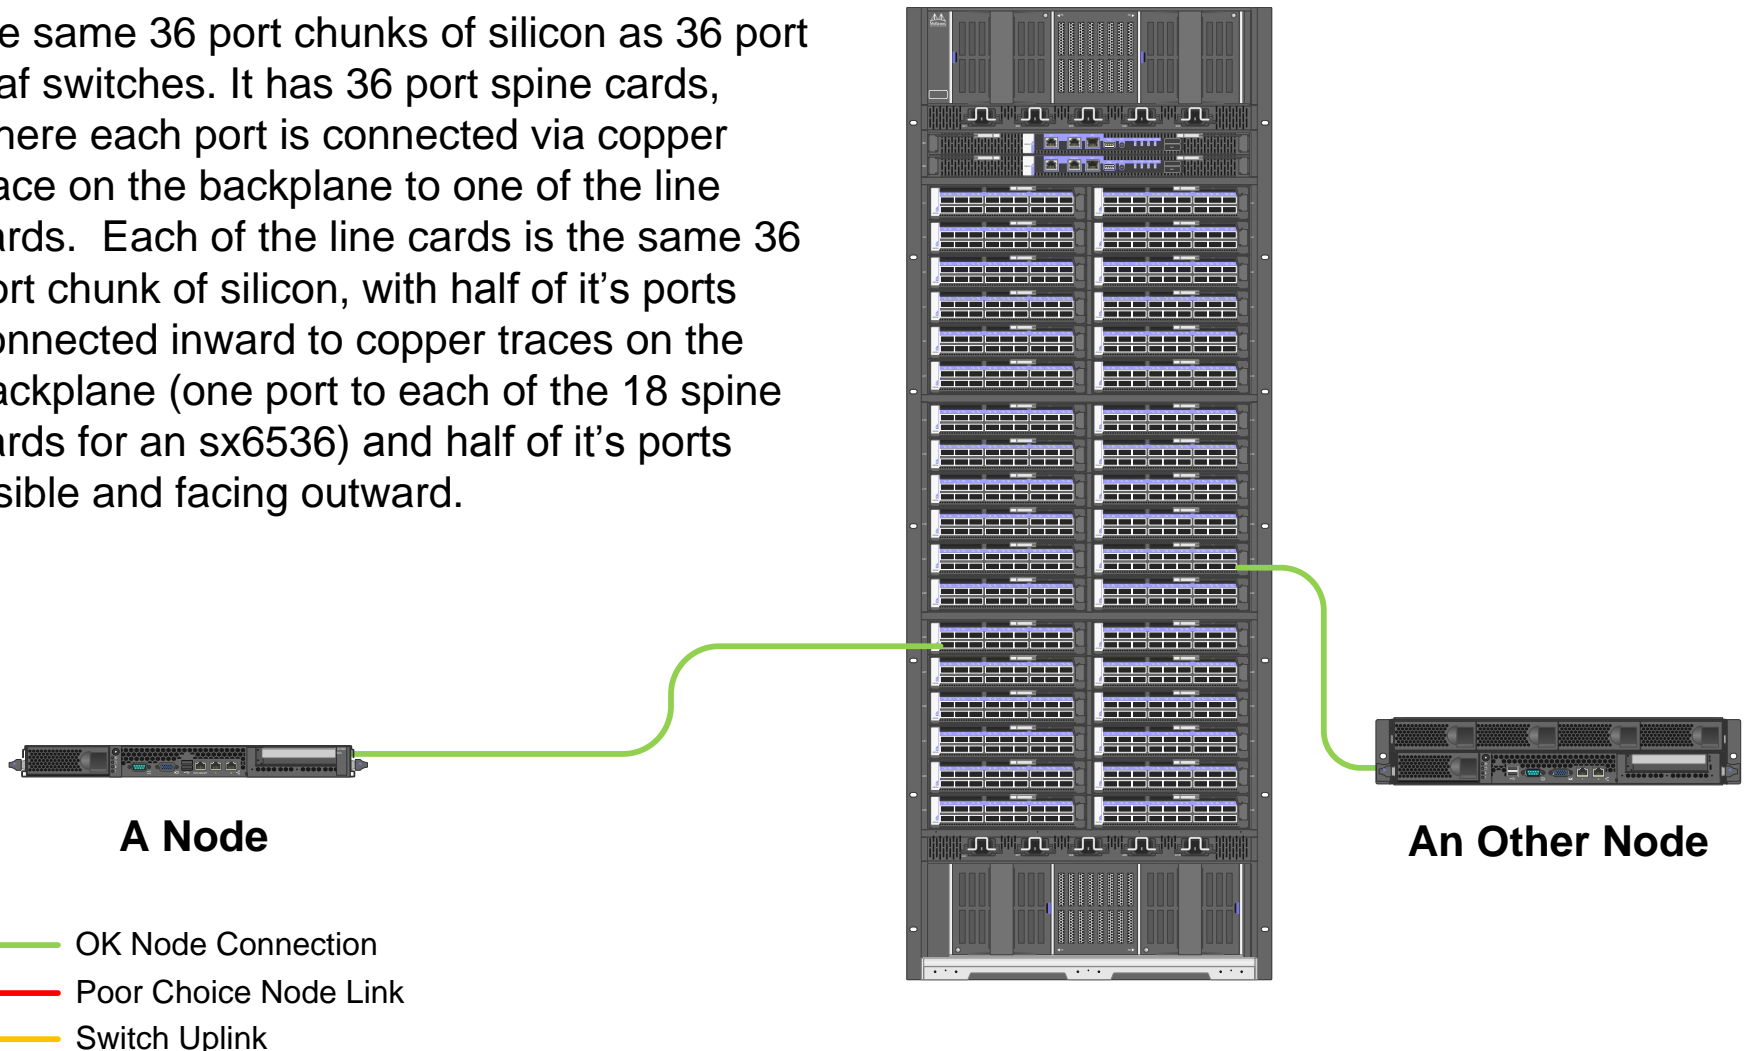 e same 36 port chunks of silicon as 36 port
af switches. It has 36 port spine cards,
here each port is connected via copper
ace on the backplane to one of the line
ards.  Each of the line cards is the same 36
ort chunk of silicon, with half of it’s ports
onnected inward to copper traces on the
ackplane (one port to each of the 18 spine
ards for an sx6536) and half of it’s ports
sible and facing outward.
A Node
An Other Node
OK Node Connection
Poor Choice Node Link
Switch Uplink